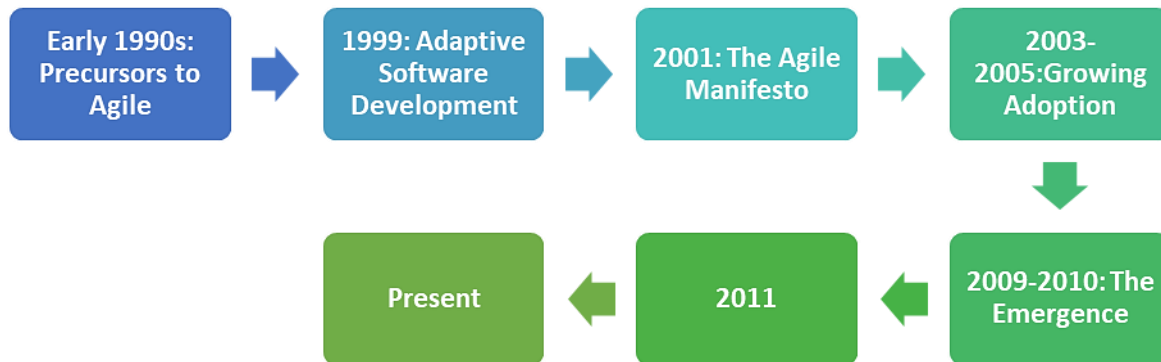 Early 1990s:
Precursors to
Agile
1999: Adaptive
Software
Development
2001: The Agile
Manifesto
2003-
2005:Growing
Adoption
2009-2010: The
Emergence
2011
Present